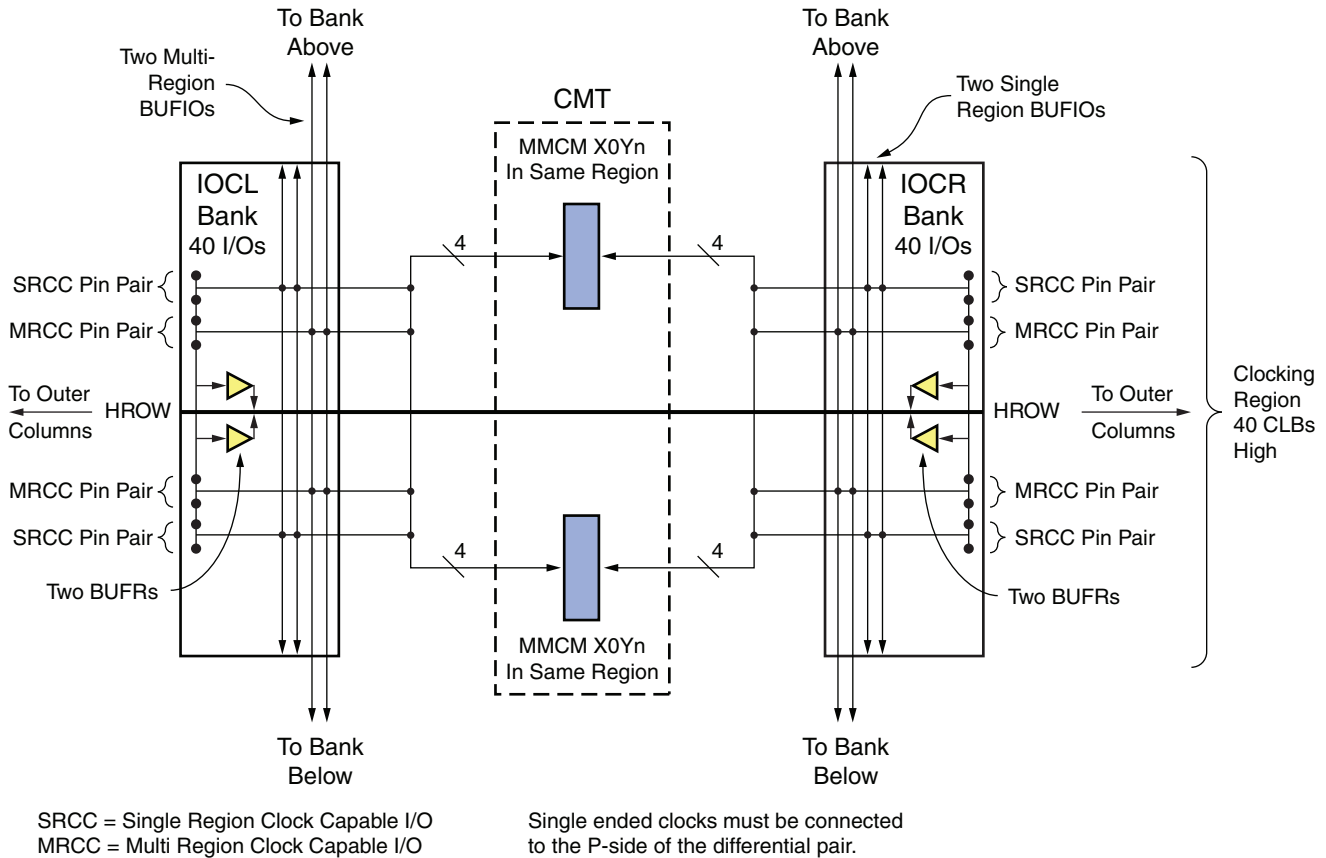 To Bank
Above
To Bank
Above
Two Multi-
Region
BUFIOs
Two Single
Region BUFIOs
CMT
MMCM X0Yn
In Same Region
IOCL
Bank
40 I/Os
IOCR
Bank
40 I/Os
4
4
SRCC Pin Pair
SRCC Pin Pair
MRCC Pin Pair
MRCC Pin Pair
To Outer
Columns
HROW
HROW
To Outer
Columns
Clocking
Region
40 CLBs
High
MRCC Pin Pair
MRCC Pin Pair
SRCC Pin Pair
SRCC Pin Pair
4
4
Two BUFRs
Two BUFRs
MMCM X0Yn
In Same Region
To Bank
Below
To Bank
Below
SRCC = Single Region Clock Capable I/O
MRCC = Multi Region Clock Capable I/O
Single ended clocks must be connected
to the P-side of the differential pair.